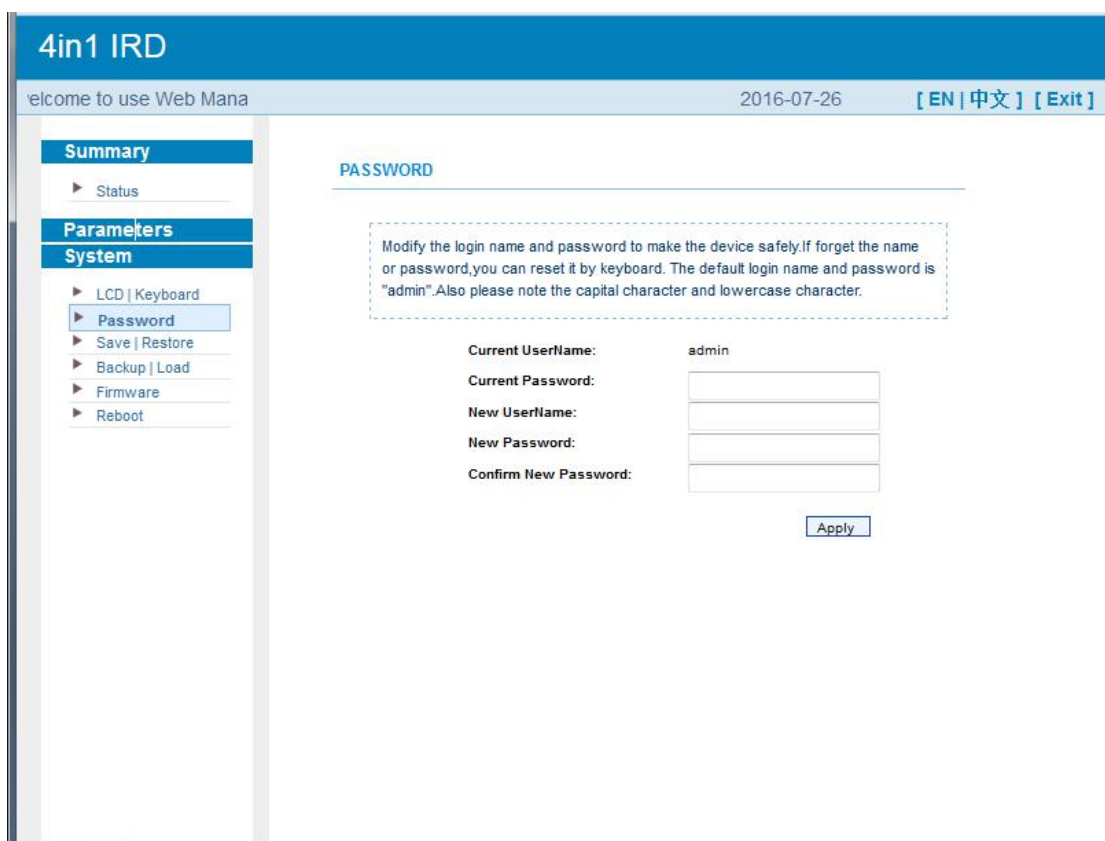 4in1 IRD
elcome to use Web Mana 2016-07-26 [ EN | 中文 ] [ Exit ]
Summary
Status
Parameters
System
LCD | Keyboard
Password
Save | Restore
Backup | Load
Firmware
Reboot
PASSWORD
Modify the login name and password to make the device safely.If forget the name
or password,you can reset it by keyboard. The default login name and password is
"admin".Also please note the capital character and lowercase character.
Current UserName: admin
Current Password:
New UserName:
New Password:
Confirm New Password:
Apply